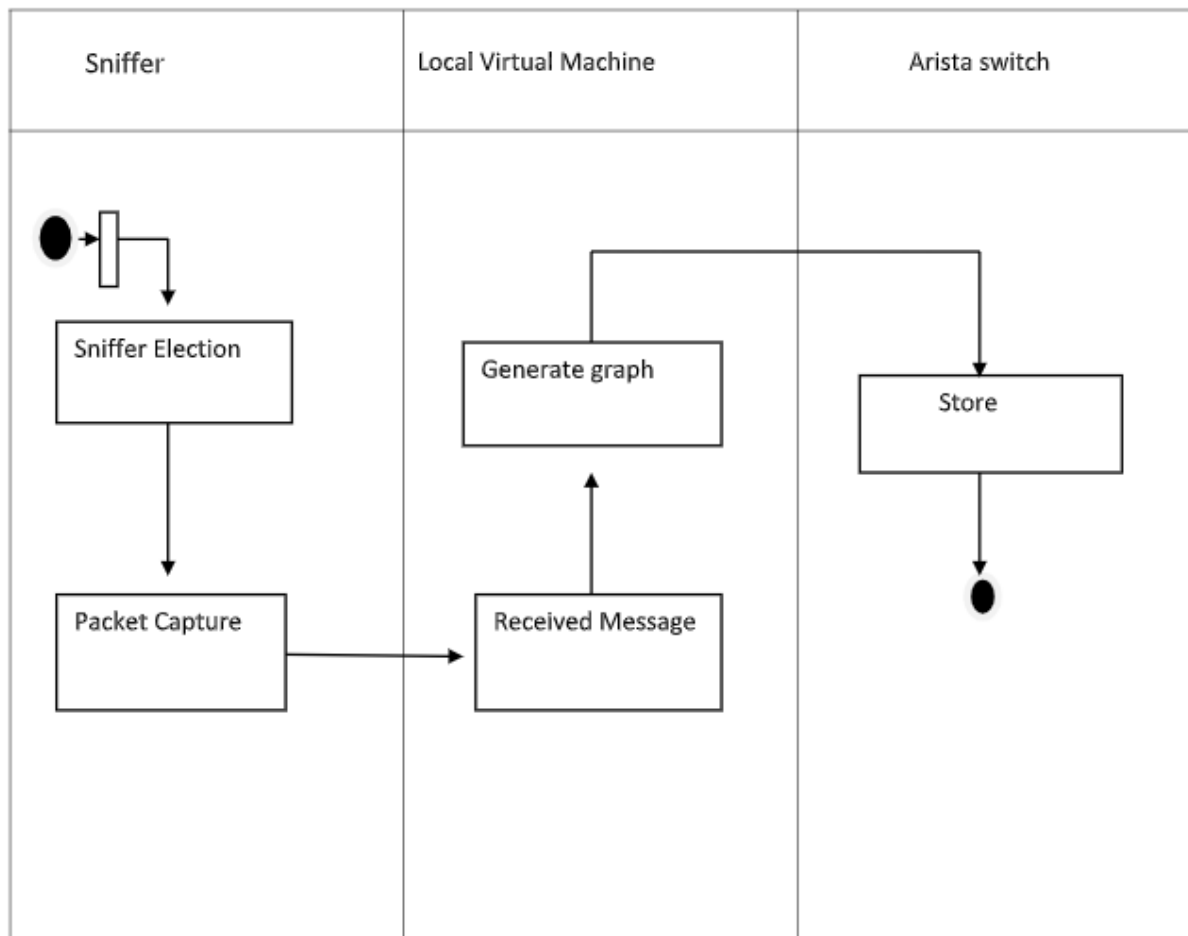 Sniffer
Local Virtual Machine
Arista switch
Sniffer Election
Generate graph
Store
Packet Capture
Received Message